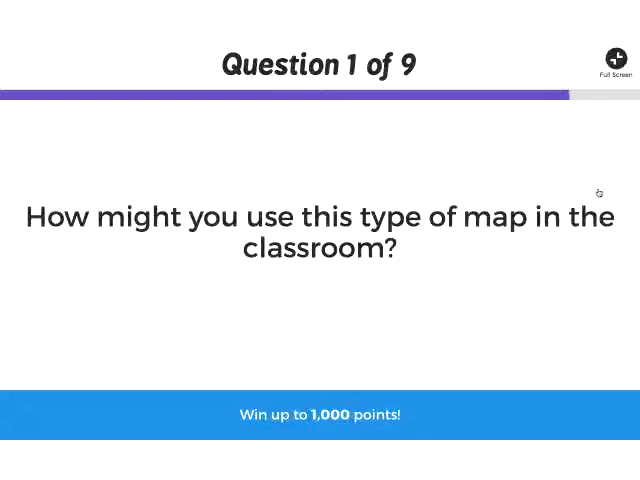 Question 1 of 9
Full Screen
How might you use this type of map in the
classroom?
Win up to 1,000 points!